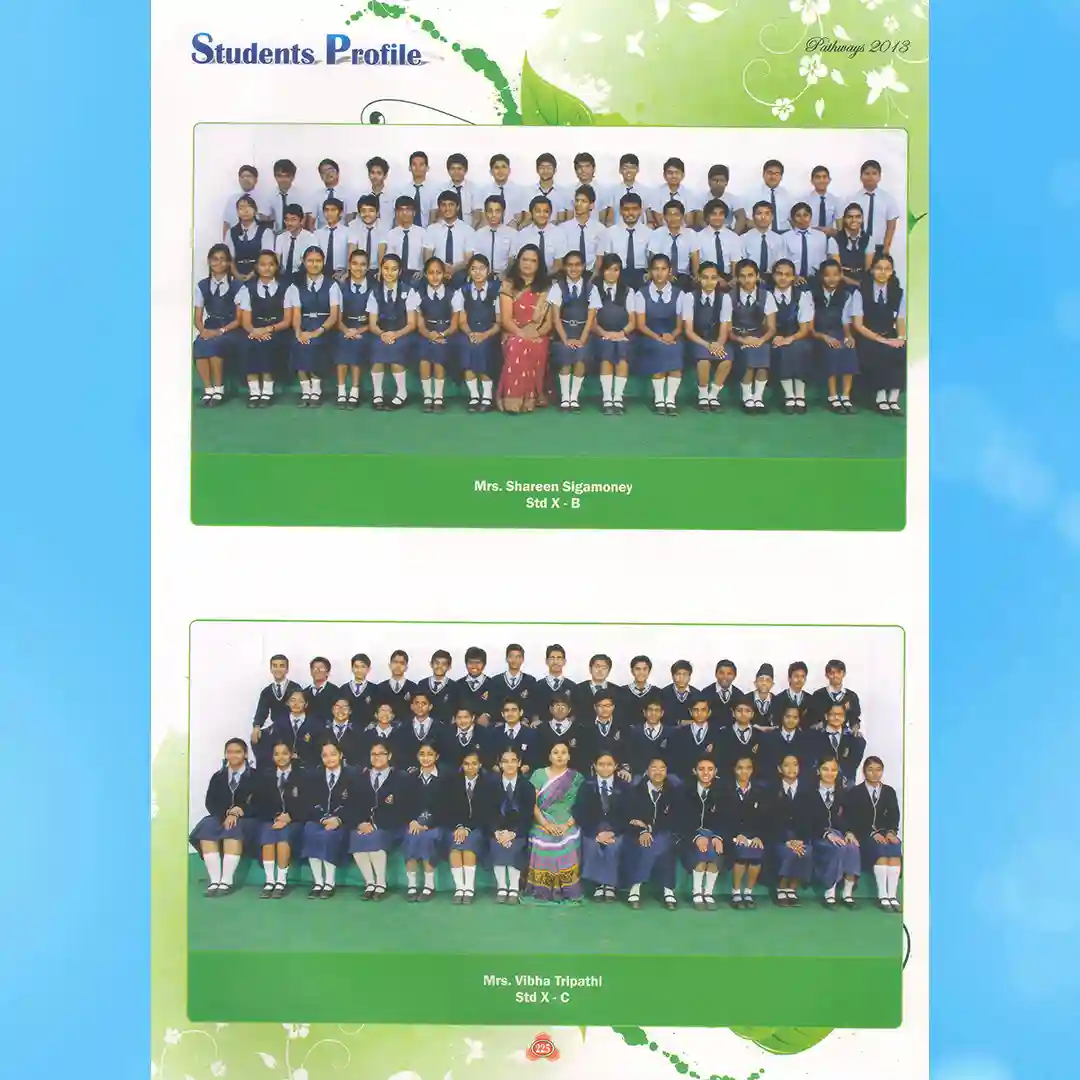 Students Profile
Pathways 2013
Mrs. Shareen Sigamoney
Std X - B
Mrs. Vibha Tripathi
Std X - C
225